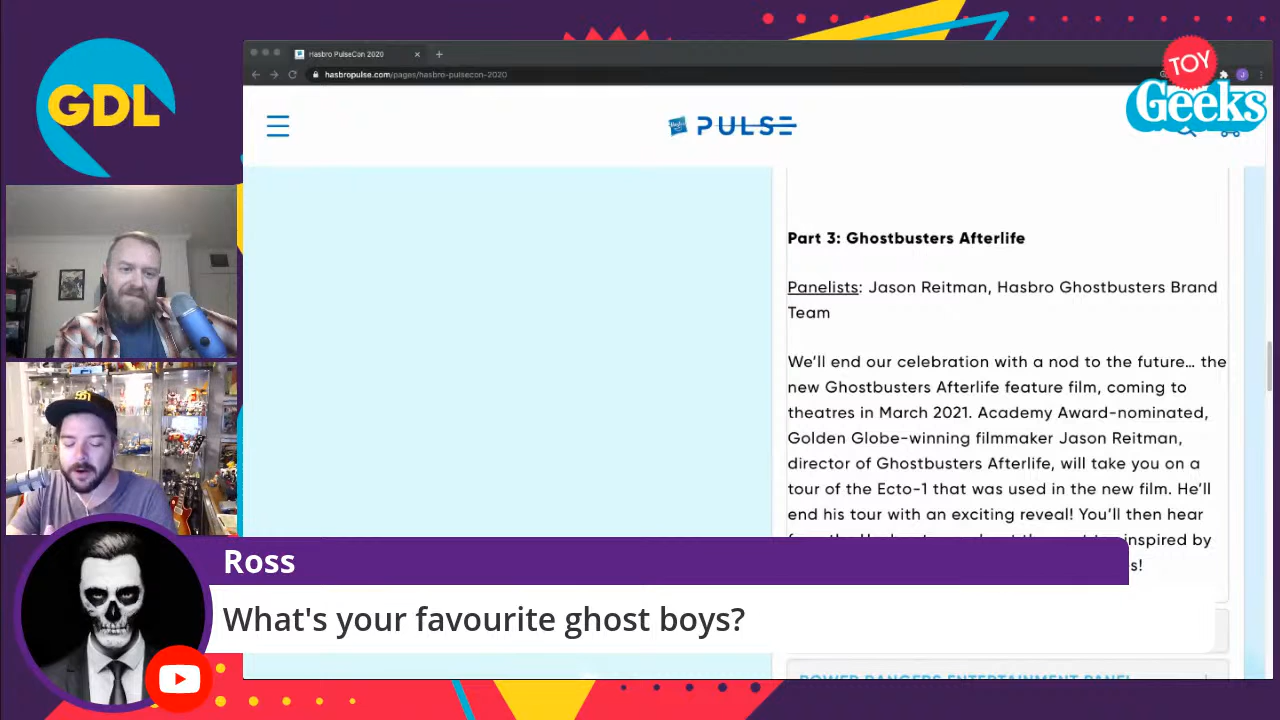 GDL
Hasbro PulseCon 2020
hasbropulse.com/pages/hasbro-pulsecon-2020
TOY
Geeks
PULSE
Part 3: Ghostbusters Afterlife
Panelists: Jason Reitman, Hasbro Ghostbusters Brand
Team
We'll end our celebration with a nod to the future... the
new Ghostbusters Afterlife feature film, coming to
theatres in March 2021. Academy Award-nominated,
Golden Globe-winning filmmaker Jason Reitman,
director of Ghostbusters Afterlife, will take you on a
tour of the Ecto-1 that was used in the new film. He'll
end his tour with an exciting reveal! You'll then hear
inspired by
Ross
What's your favourite ghost boys?
POWER RANGERS ENTERTAINMENT PANEL